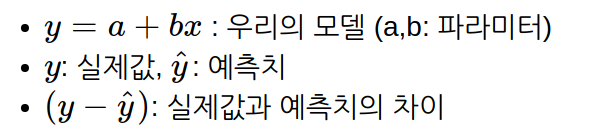 • y = a + bx : 우리의 모델 (a,b: 파라미터)
• y: 실제값, ŷ : 예측치
• (y − ŷ): 실제값과 예측치의 차이